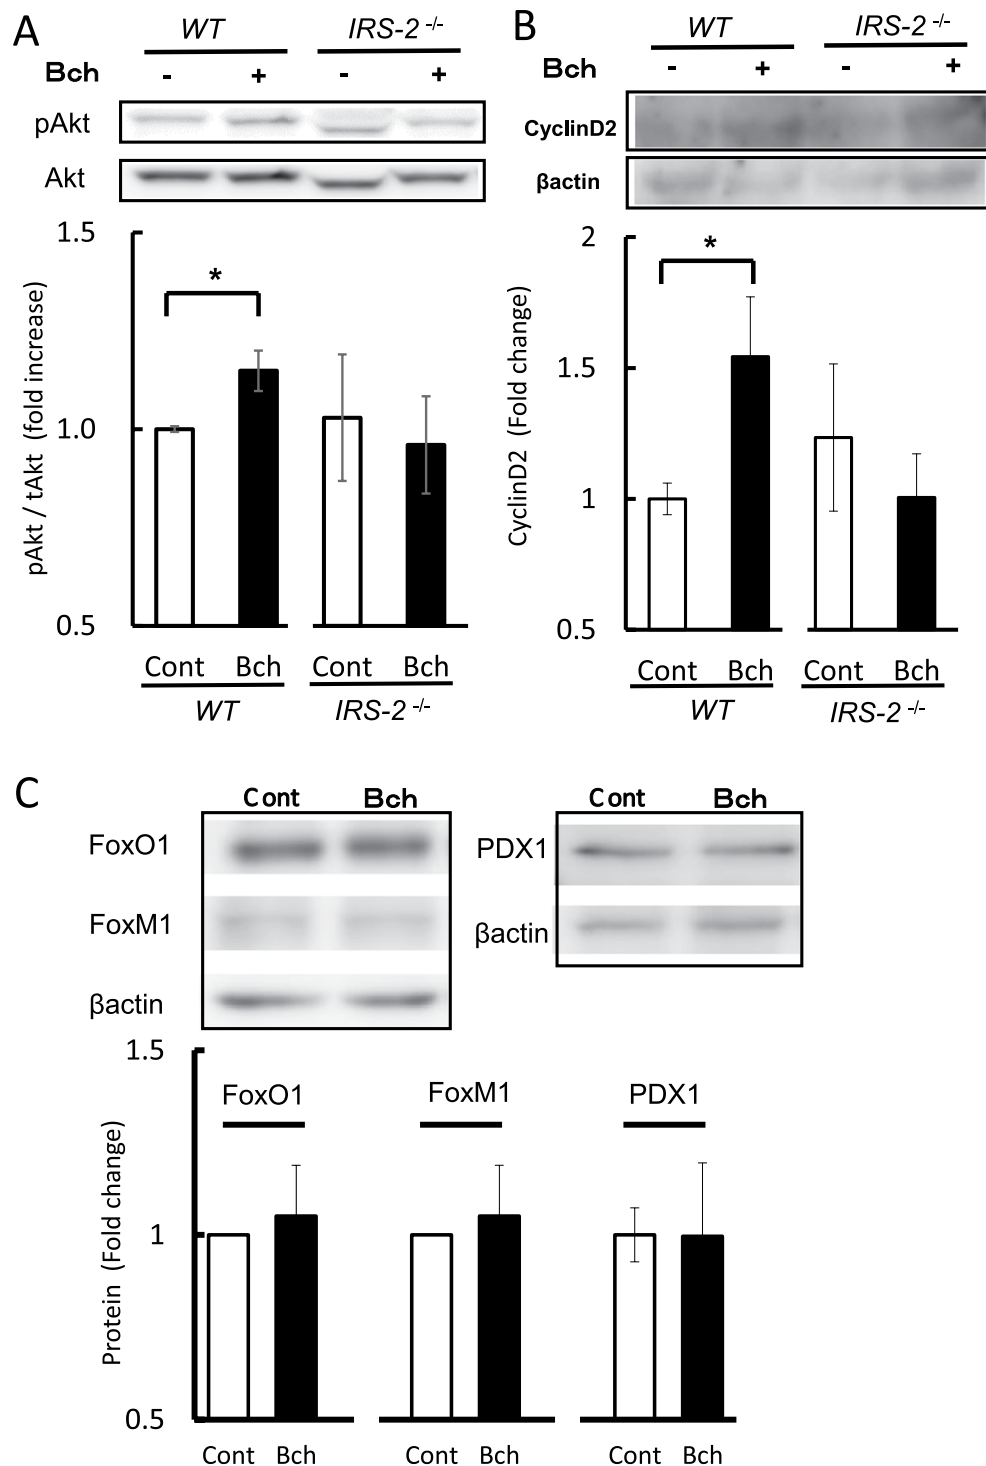 A
WT
IRS-2 -/-
Bch
- + - +
pAkt
Akt
1.5
1.0
0.5
pAkt / tAkt (fold increase)
*
Cont Bch Cont Bch
WT
IRS-2 -/-
B
WT
IRS-2 -/-
Bch
- + - +
CyclinD2
βactin
2
1.5
1
0.5
CyclinD2 (Fold change)
*
Cont Bch Cont Bch
WT
IRS-2 -/-
C
Cont Bch
FoxO1
FoxM1
βactin
Cont Bch
PDX1
βactin
1.5
1
0.5
Protein (Fold change)
FoxO1
FoxM1
PDX1
Cont Bch Cont Bch Cont Bch